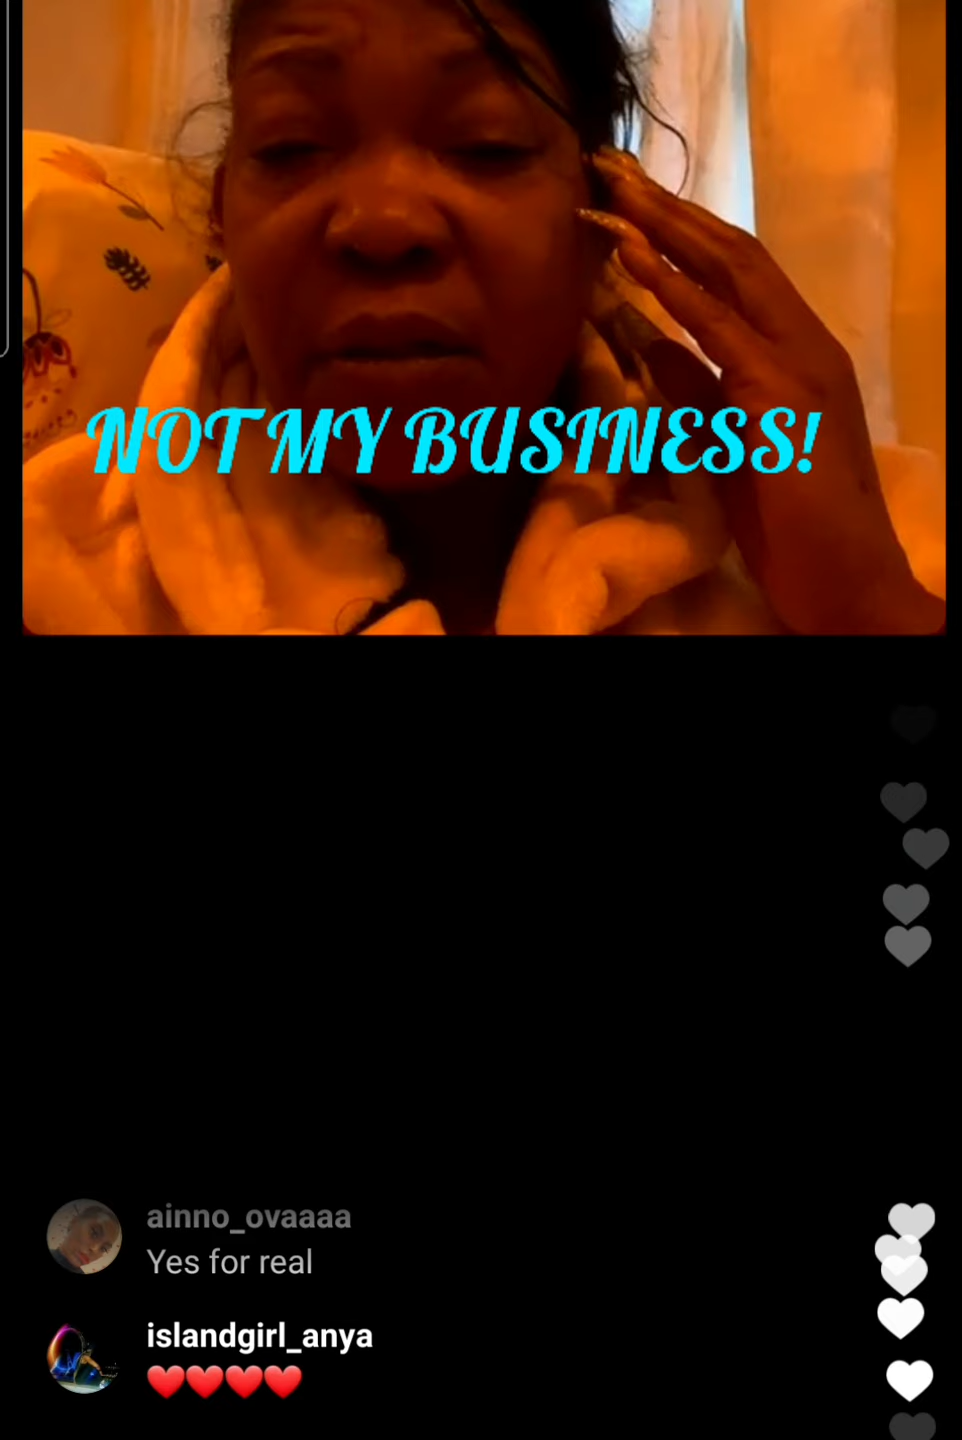 NOT MY BUSINESS!
ainno_ovaaaa
Yes for real
islandgirl_anya
❤️❤️❤️❤️